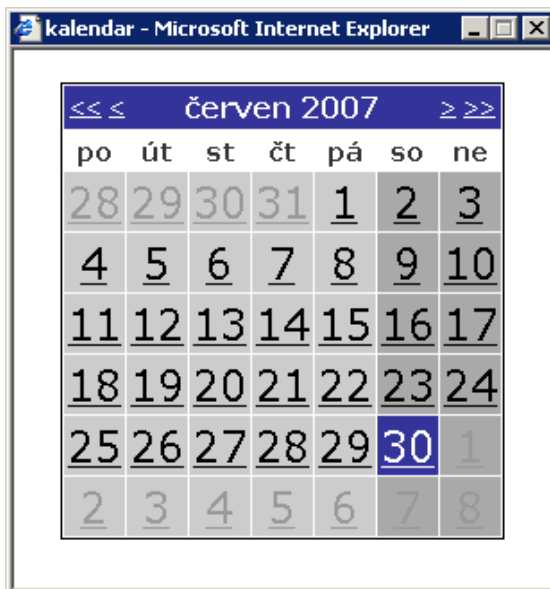 kalendar - Microsoft Internet Explorer
<< < červen 2007 > >>
po út st čt pá so ne
28 29 30 31 1 2 3
4 5 6 7 8 9 10
11 12 13 14 15 16 17
18 19 20 21 22 23 24
25 26 27 28 29 30 1
2 3 4 5 6 7 8